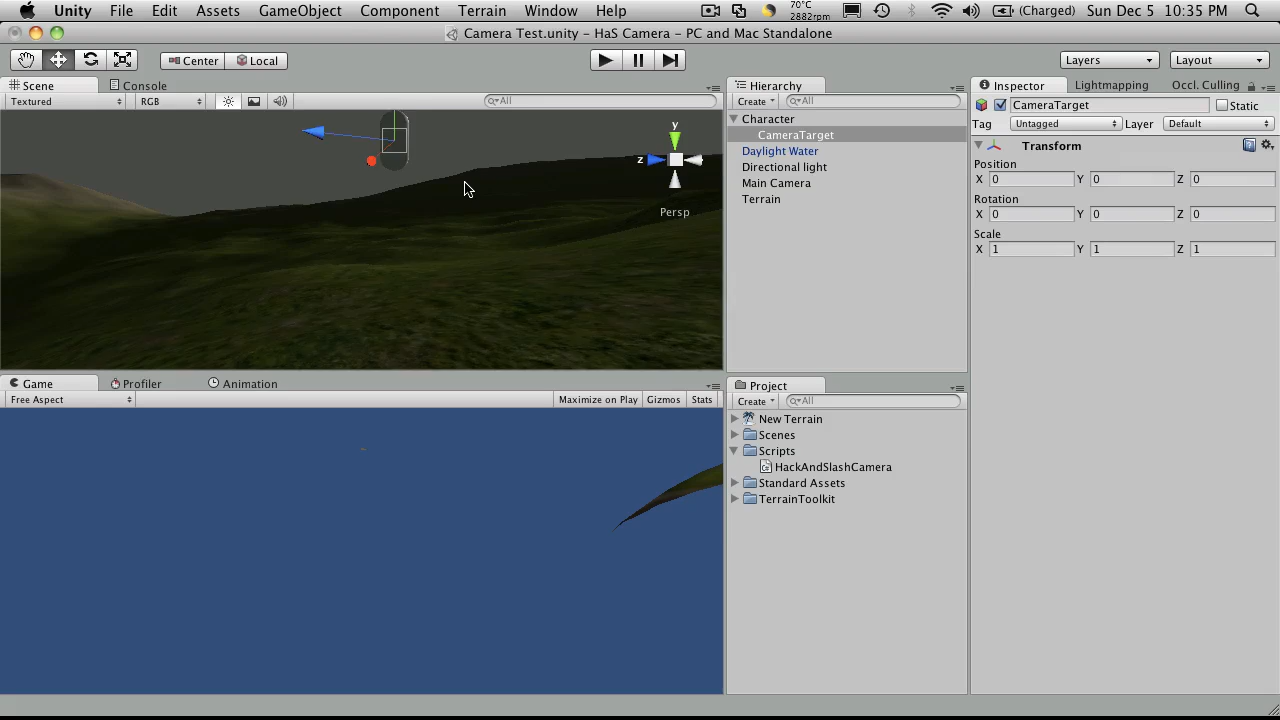 Unity File Edit Assets GameObject Component Terrain Window Help 70°C 2882rpm (Charged) Sun Dec 5 10:35 PM
Camera Test.unity – HaS Camera – PC and Mac Standalone
Center Local Layers Layout
Scene Console
Textured RGB All
y
z
Persp
Game Profiler Animation
Free Aspect Maximize on Play Gizmos Stats
Hierarchy
Create All
Character
CameraTarget
Daylight Water
Directional light
Main Camera
Terrain
Project
Create All
New Terrain
Scenes
Scripts
HackAndSlashCamera
Standard Assets
TerrainToolkit
Inspector Lightmapping Occl. Culling
CameraTarget Static
Tag Untagged Layer Default
Transform
Position
X 0 Y 0 Z 0
Rotation
X 0 Y 0 Z 0
Scale
X 1 Y 1 Z 1